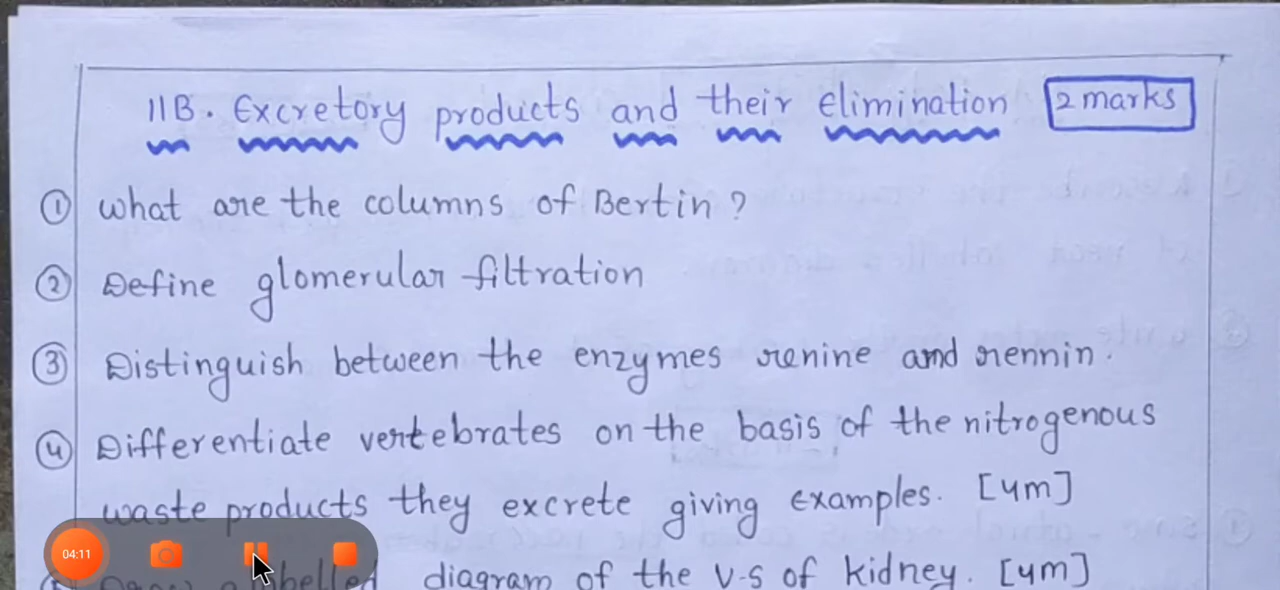 11B. Excretory products and their elimination 2 marks
① what are the columns of Bertin?
② Define glomerular filtration
③ Distinguish between the enzymes renine and rennin.
④ Differentiate vertebrates on the basis of the nitrogenous
waste products they excrete giving examples. [4m]
diagram of the V-S of kidney. [4m]
04:11